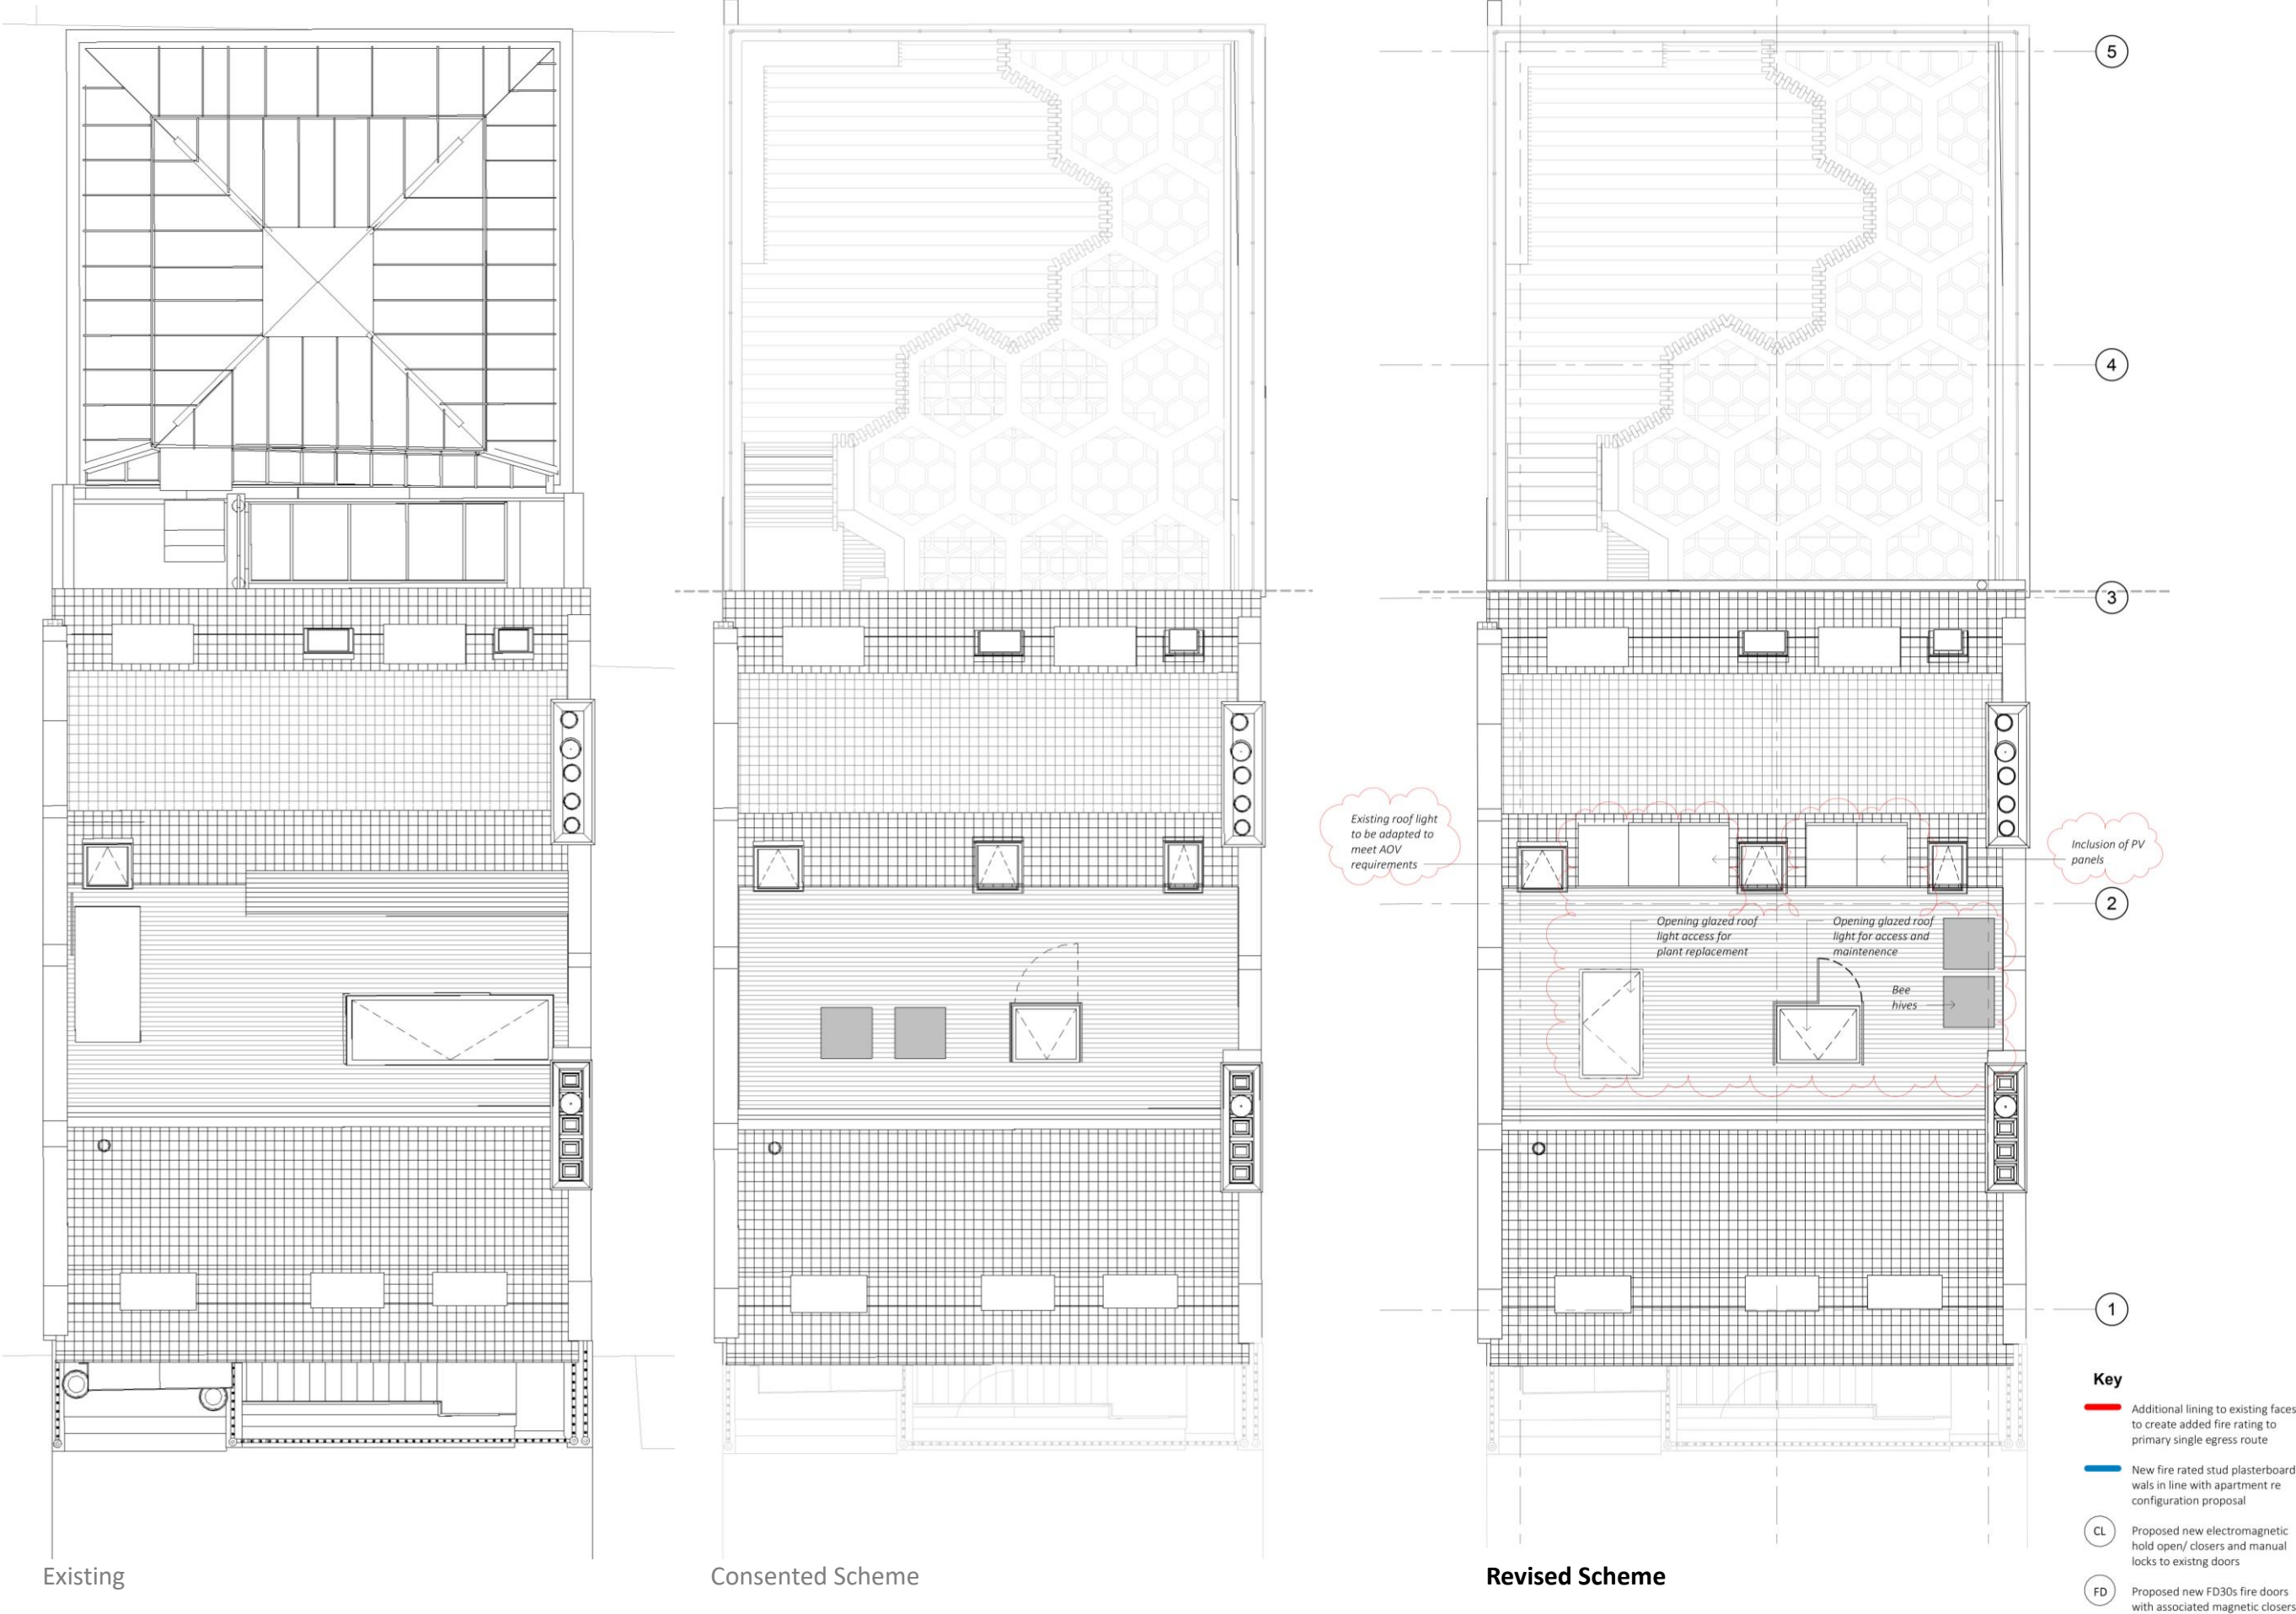 5
4
3
Existing roof light
to be adapted to
meet AOV
requirements
Inclusion of PV
panels
2
Opening glazed roof
light access for
plant replacement
Opening glazed roof
light for access and
maintenence
Bee
hives
1
Key
Additional lining to existing faces
to create added fire rating to
primary single egress route
New fire rated stud plasterboard
wals in line with apartment re
configuration proposal
CL
Proposed new electromagnetic
hold open/ closers and manual
locks to existng doors
FD
Proposed new FD30s fire doors
with associated magnetic closers
Existing
Consented Scheme
Revised Scheme